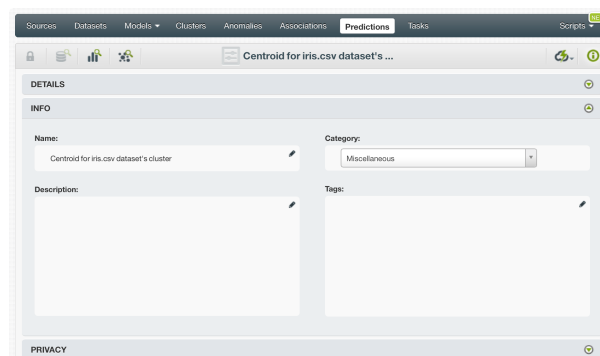 Sources Datasets Models Clusters Anomalies Associations Predictions Tasks Scripts
Centroid for iris.csv dataset's ...
DETAILS
INFO
Name: Category:
Centroid for iris.csv dataset's cluster Miscellaneous
Description: Tags:
PRIVACY